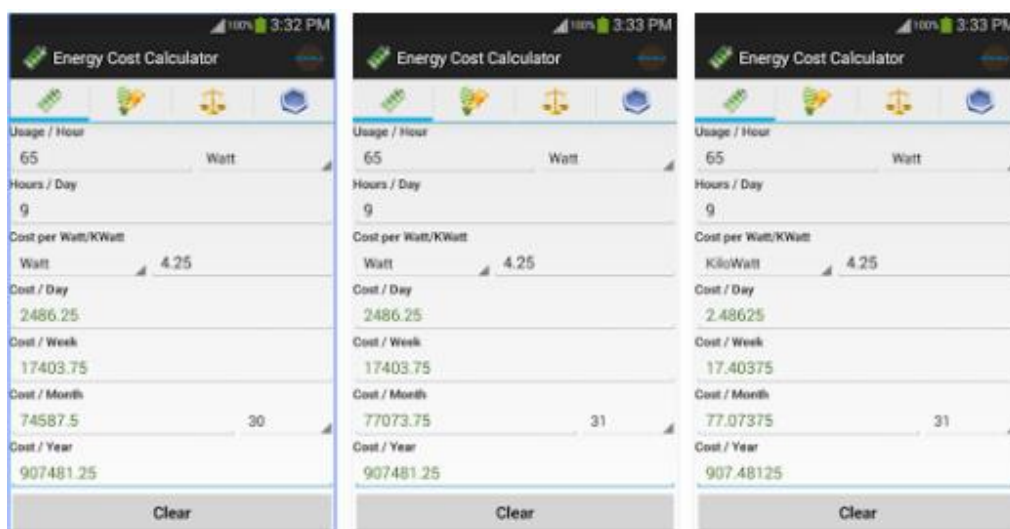 100% 3:32 PM
Energy Cost Calculator
Usage / Hour
65 Watt
Hours / Day
9
Cost per Watt/KWatt
Watt 4.25
Cost / Day
2486.25
Cost / Week
17403.75
Cost / Month
74587.5 30
Cost / Year
907481.25
Clear
100% 3:33 PM
Energy Cost Calculator
Usage / Hour
65 Watt
Hours / Day
9
Cost per Watt/KWatt
Watt 4.25
Cost / Day
2486.25
Cost / Week
17403.75
Cost / Month
77073.75 31
Cost / Year
907481.25
Clear
100% 3:33 PM
Energy Cost Calculator
Usage / Hour
65 Watt
Hours / Day
9
Cost per Watt/KWatt
KiloWatt 4.25
Cost / Day
2.48625
Cost / Week
17.40375
Cost / Month
77.07375 31
Cost / Year
907.48125
Clear